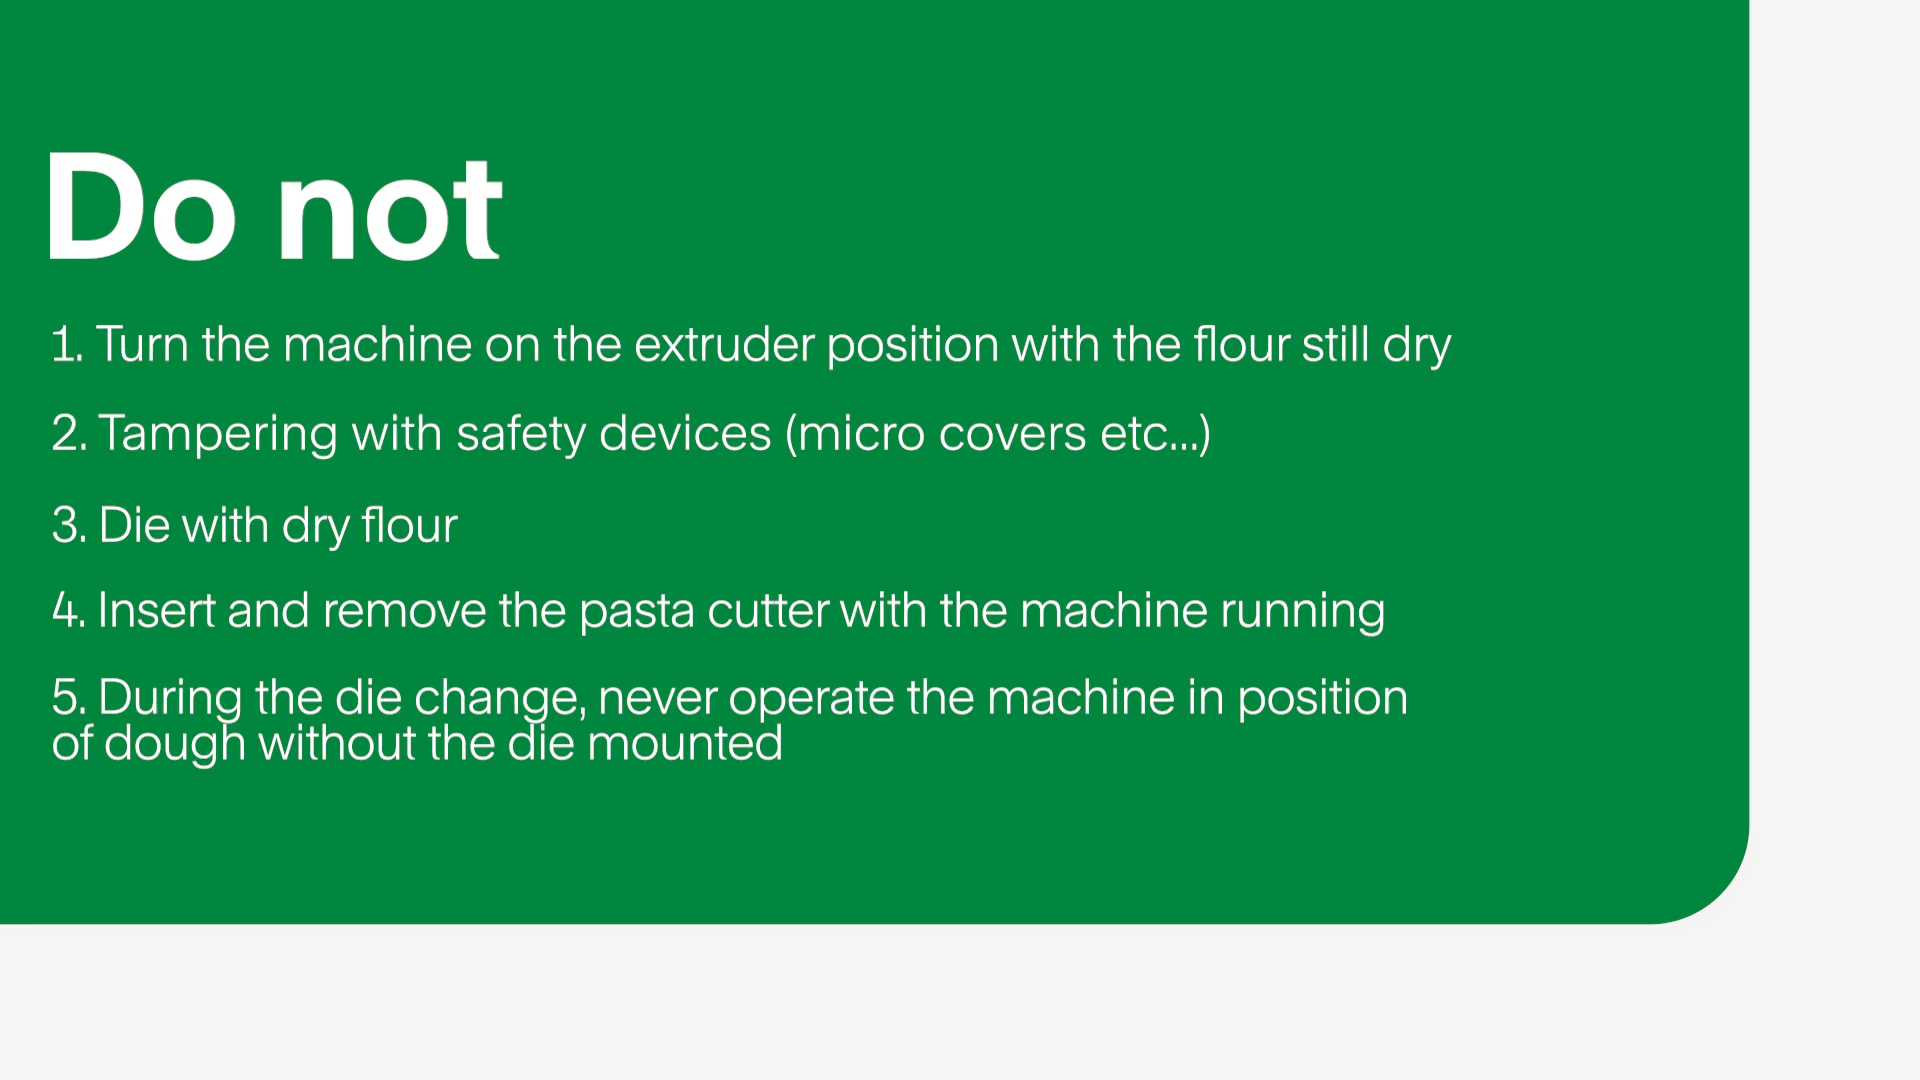 Do not
1. Turn the machine on the extruder position with the flour still dry
2. Tampering with safety devices (micro covers etc...)
3. Die with dry flour
4. Insert and remove the pasta cutter with the machine running
5. During the die change, never operate the machine in position
of dough without the die mounted